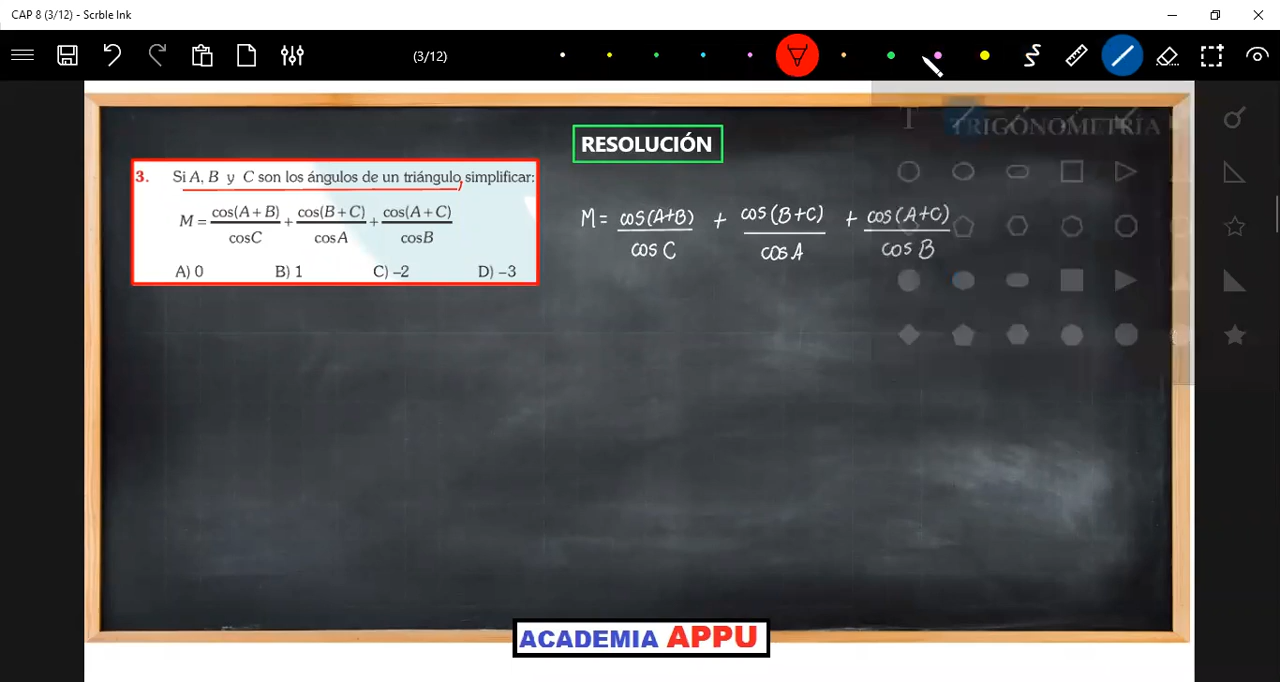 CAP 8 (3/12) - Scrble Ink
(3/12)
TRIGONOMETRÍA
RESOLUCIÓN
3. Si A, B y C son los ángulos de un triángulo, simplificar:
M = cos(A+B)/cosC + cos(B+C)/cosA + cos(A+C)/cosB
A) 0 B) 1 C) –2 D) –3
M = cos(A+B)/cos C + cos(B+C)/cos A + cos(A+C)/cos B
ACADEMIA APPU